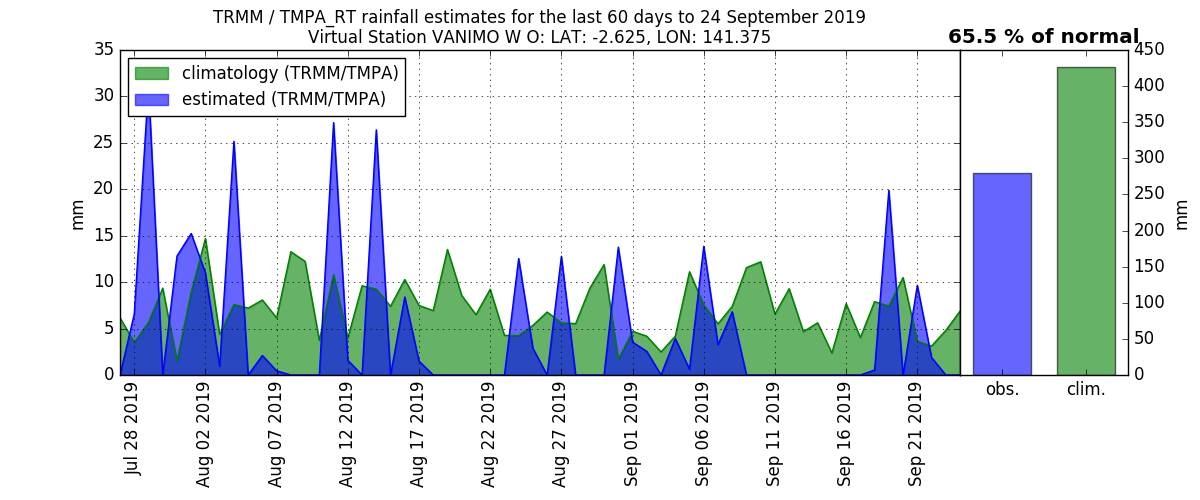 TRMM / TMPA_RT rainfall estimates for the last 60 days to 24 September 2019
Virtual Station VANIMO W O: LAT: -2.625, LON: 141.375
65.5 % of normal
climatology (TRMM/TMPA)
estimated (TRMM/TMPA)
mm
35
30
25
20
15
10
5
0
Jul 28 2019
Aug 02 2019
Aug 07 2019
Aug 12 2019
Aug 17 2019
Aug 22 2019
Aug 27 2019
Sep 01 2019
Sep 06 2019
Sep 11 2019
Sep 16 2019
Sep 21 2019
obs.
clim.
450
400
350
300
250
200
150
100
50
0
mm